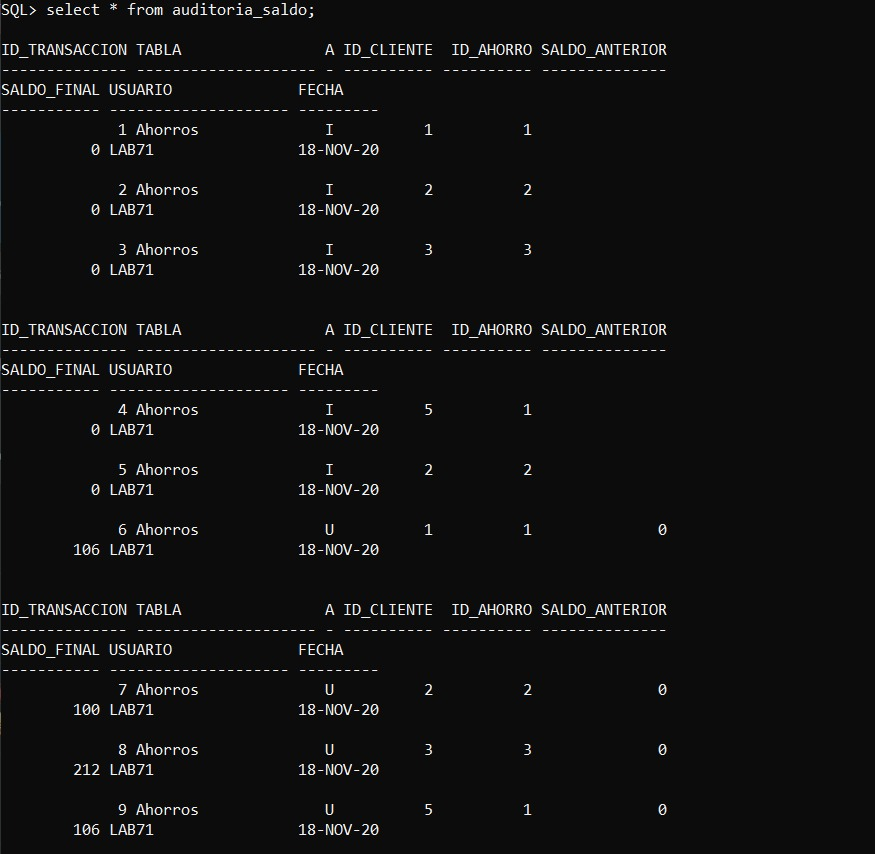 SQL> select * from auditoria_saldo;
ID_TRANSACCION TABLA                A ID_CLIENTE  ID_AHORRO SALDO_ANTERIOR
-------------- -------------------- - ---------- ---------- --------------
SALDO_FINAL USUARIO              FECHA
----------- -------------------- ---------
             1 Ahorros              I          1          1
          0 LAB71                18-NOV-20
             2 Ahorros              I          2          2
          0 LAB71                18-NOV-20
             3 Ahorros              I          3          3
          0 LAB71                18-NOV-20
ID_TRANSACCION TABLA                A ID_CLIENTE  ID_AHORRO SALDO_ANTERIOR
-------------- -------------------- - ---------- ---------- --------------
SALDO_FINAL USUARIO              FECHA
----------- -------------------- ---------
             4 Ahorros              I          5          1
          0 LAB71                18-NOV-20
             5 Ahorros              I          2          2
          0 LAB71                18-NOV-20
             6 Ahorros              U          1          1              0
        106 LAB71                18-NOV-20
ID_TRANSACCION TABLA                A ID_CLIENTE  ID_AHORRO SALDO_ANTERIOR
-------------- -------------------- - ---------- ---------- --------------
SALDO_FINAL USUARIO              FECHA
----------- -------------------- ---------
             7 Ahorros              U          2          2              0
        100 LAB71                18-NOV-20
             8 Ahorros              U          3          3              0
        212 LAB71                18-NOV-20
             9 Ahorros              U          5          1              0
        106 LAB71                18-NOV-20